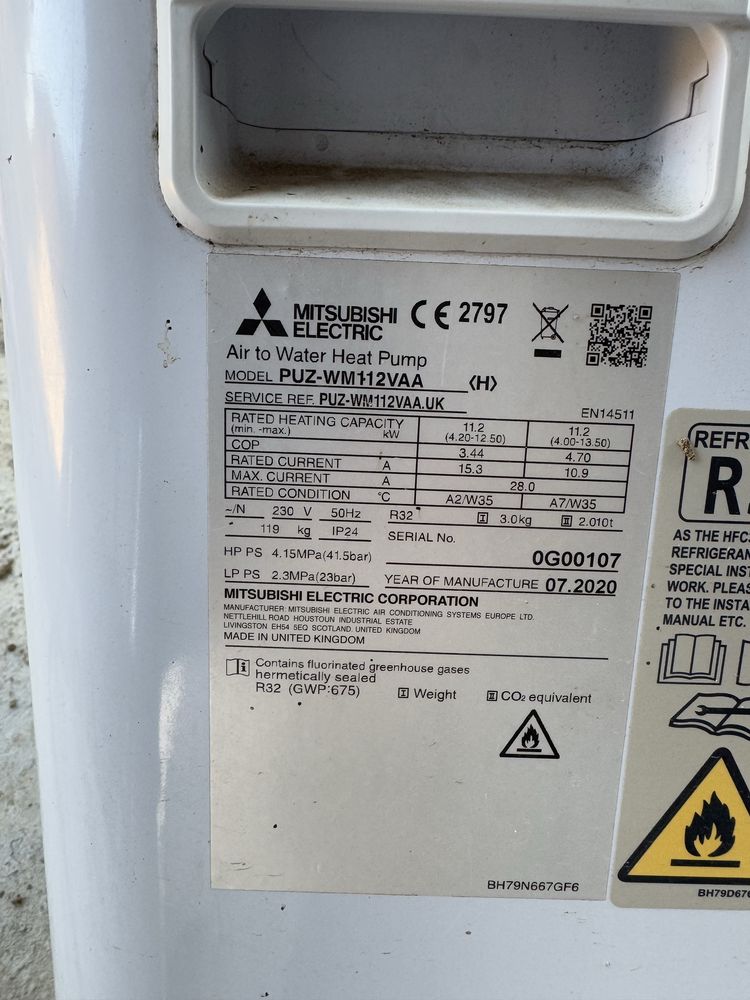 MITSUBISHI ELECTRIC CE 2797
Air to Water Heat Pump
MODEL PUZ-WM112VAA 〈H〉
SERVICE REF. PUZ-WM112VAA.UK
EN14511
RATED HEATING CAPACITY (min.-max.) kW 11.2 (4.20-12.50) 11.2 (4.00-13.50)
COP 3.44 4.70
RATED CURRENT A 15.3 10.9
MAX. CURRENT A 28.0
RATED CONDITION °C A2/W35 A7/W35
~/N 230 V 50Hz R32 I 3.0kg II 2.010t
119 kg IP24 SERIAL No.
HP PS 4.15MPa(41.5bar) 0G00107
LP PS 2.3MPa(23bar) YEAR OF MANUFACTURE 07.2020
MITSUBISHI ELECTRIC CORPORATION
MANUFACTURER: MITSUBISHI ELECTRIC AIR CONDITIONING SYSTEMS EUROPE LTD.
NETTLEHILL ROAD HOUSTOUN INDUSTRIAL ESTATE
LIVINGSTON EH54 5EQ SCOTLAND UNITED KINGDOM
MADE IN UNITED KINGDOM
Contains fluorinated greenhouse gases
hermetically sealed
R32 (GWP:675) I Weight II CO₂ equivalent
BH79N667GF6
REFR
R
AS THE HFC
REFRIGERAN
SPECIAL INST
WORK. PLEAS
TO THE INSTA
MANUAL ETC.
BH79D676